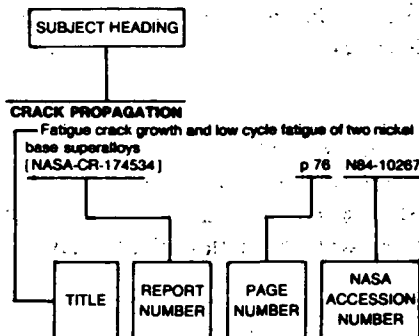 SUBJECT HEADING
CRACK PROPAGATION
Fatigue crack growth and low cycle fatigue of two nickel
base superalloys
[NASA-CR-174534]
p 76
N84-10267
TITLE
REPORT
NUMBER
PAGE
NUMBER
NASA
ACCESSION
NUMBER